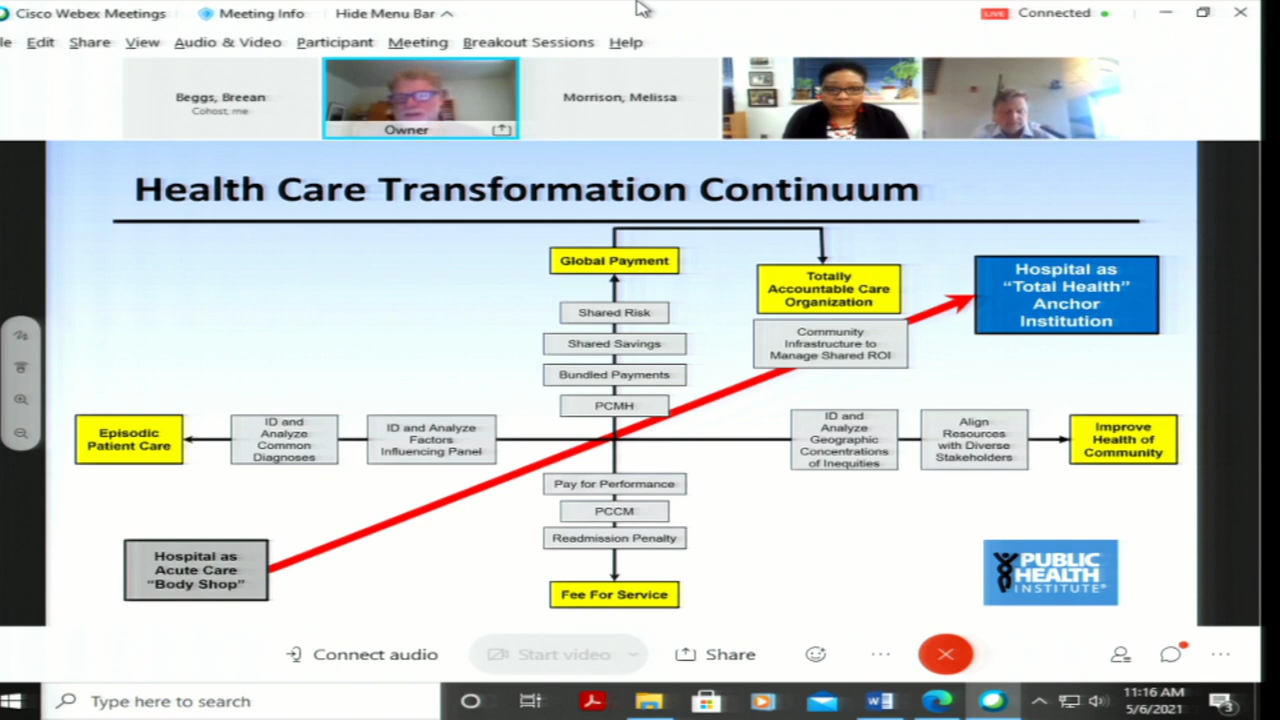 Cisco Webex Meetings
Meeting Info
Hide Menu Bar
LIVE
Connected
le Edit Share View Audio & Video Participant Meeting Breakout Sessions Help
Beggs, Breean
Cohost, me
Owner
Morrison, Melissa
Health Care Transformation Continuum
Global Payment
Totally
Accountable Care
Organization
Hospital as
“Total Health”
Anchor
Institution
Shared Risk
Shared Savings
Community
Infrastructure to
Manage Shared ROI
Bundled Payments
PCMH
Episodic
Patient Care
ID and
Analyze
Common
Diagnoses
ID and Analyze
Factors
Influencing Panel
ID and
Analyze
Geographic
Concentrations
of Inequities
Align
Resources
with Diverse
Stakeholders
Improve
Health of
Community
Pay for Performance
PCCM
Readmission Penalty
Hospital as
Acute Care
“Body Shop”
Fee For Service
PUBLIC
HEALTH
INSTITUTE®
Connect audio
Start video
Share
Type here to search
11:16 AM
5/6/2021
3